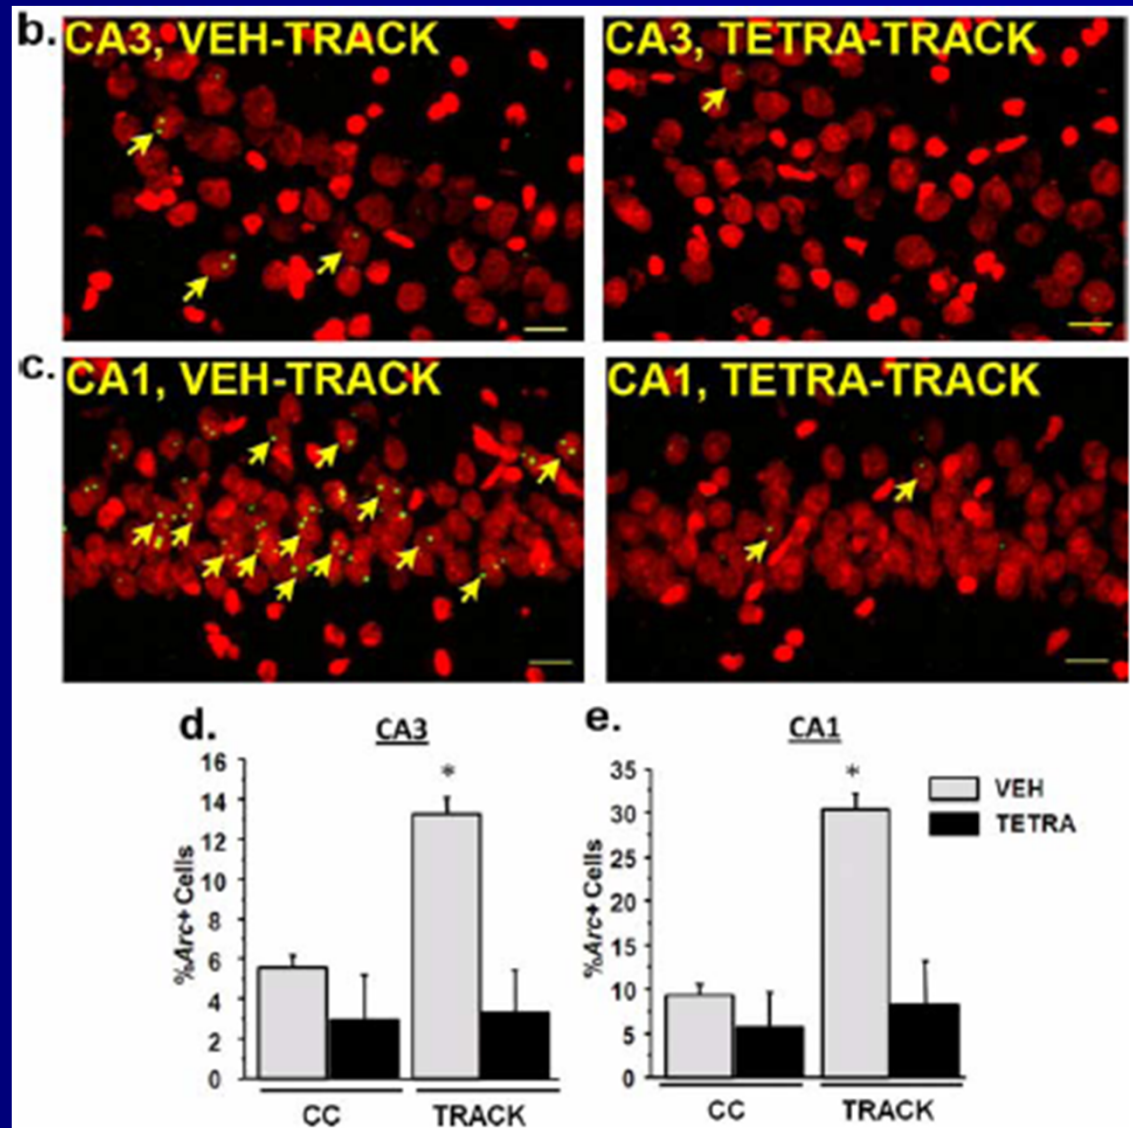 b.
CA3, VEH-TRACK
CA3, TETRA-TRACK
c.
CA1, VEH-TRACK
CA1, TETRA-TRACK
d.
CA3
%Arc+ Cells
16
14
12
10
8
6
4
2
0
*
CC
TRACK
e.
CA1
%Arc+ Cells
35
30
25
20
15
10
5
0
*
CC
TRACK
VEH
TETRA